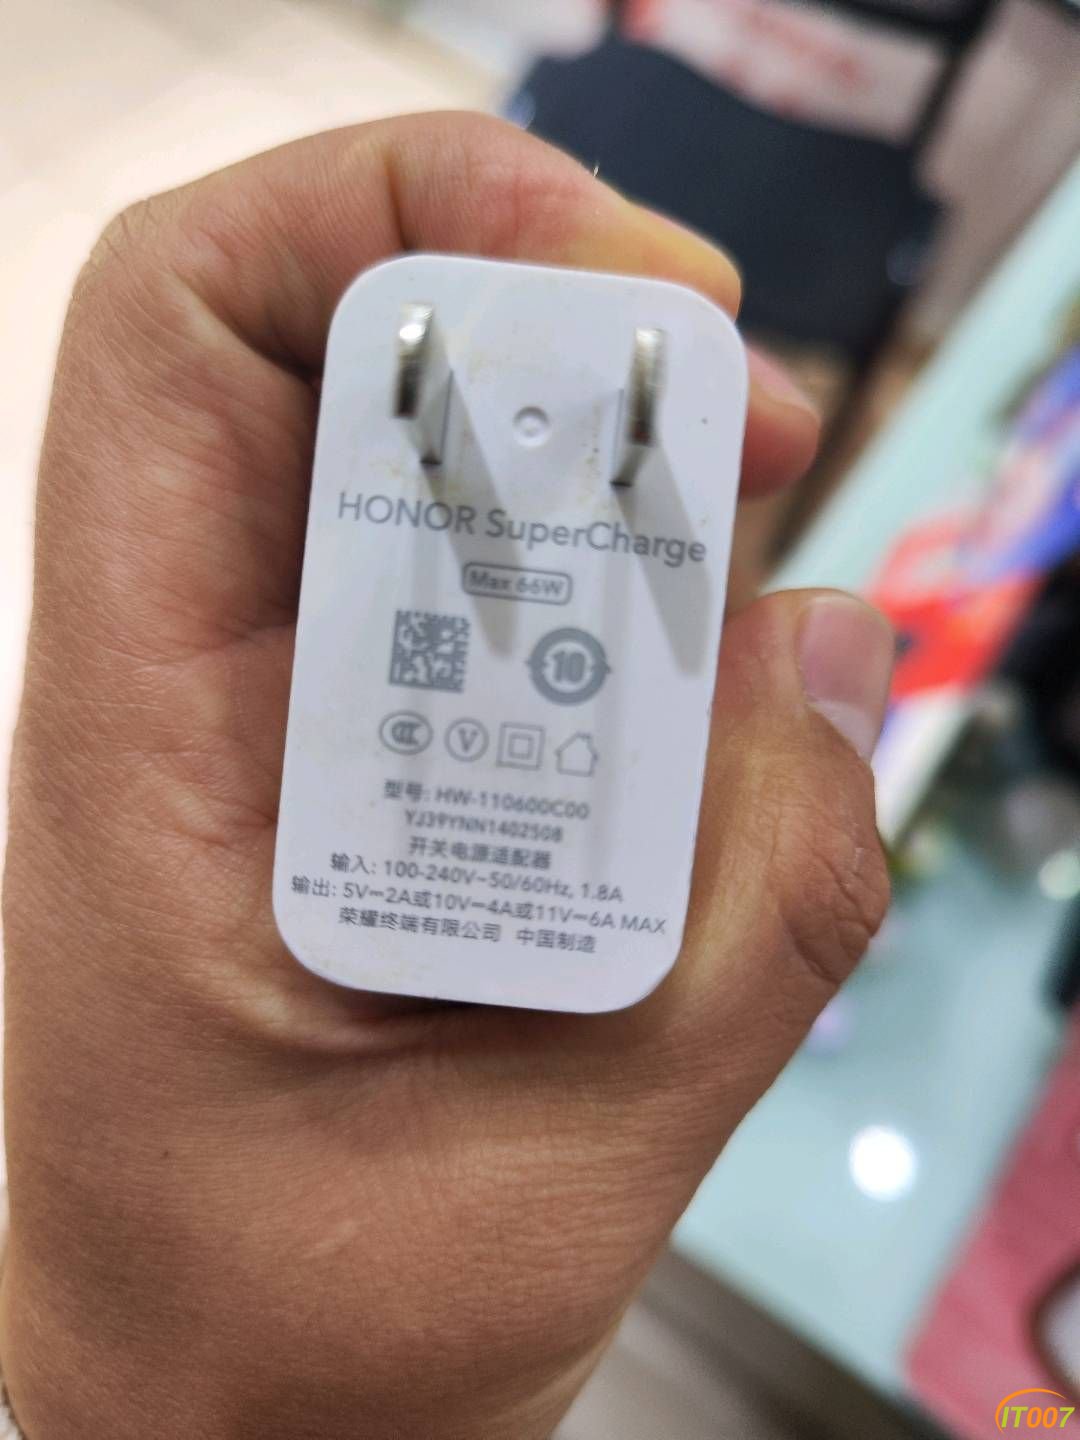 HONOR SuperCharge
Max 66W
10
V
型号: HW-110600C00
YJ39YNN1402508
开关电源适配器
输入: 100-240V~50/60Hz, 1.8A
输出: 5V⎓2A或10V⎓4A或11V⎓6A MAX
荣耀终端有限公司 中国制造
IT007